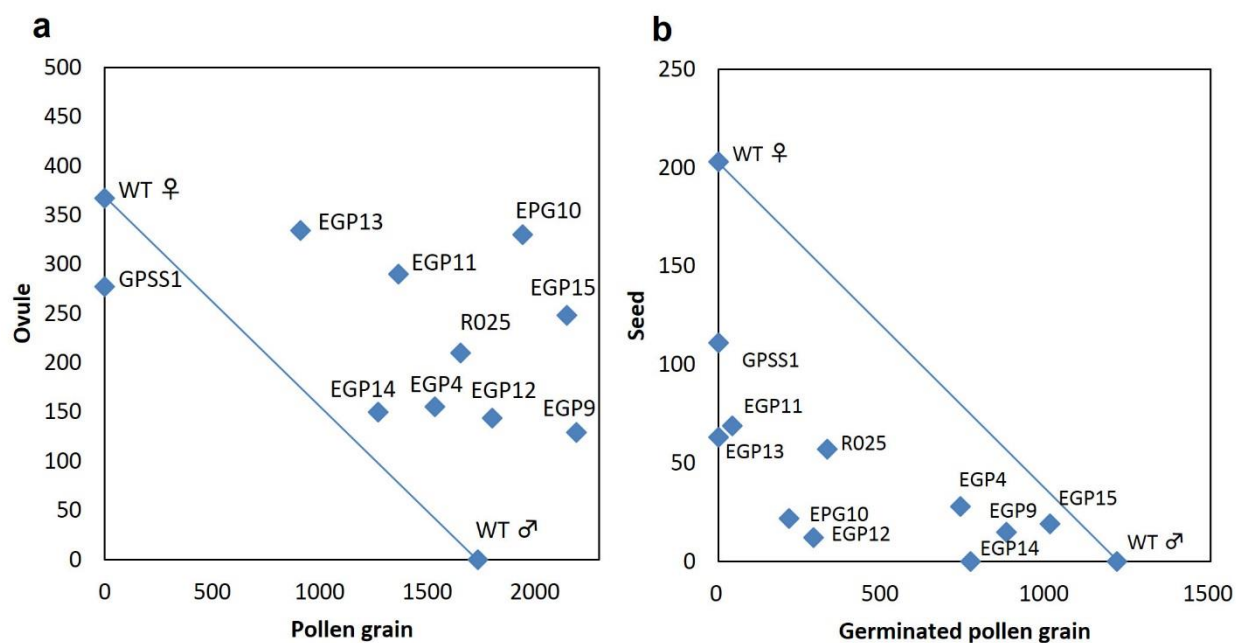 a
500
450
400
350
300
250
200
150
100
50
0
Ovule
WT ♀
GPSS1
EGP13
EGP11
EPG10
EGP15
R025
EGP14
EGP4
EGP12
EGP9
WT ♂
0 500 1000 1500 2000
Pollen grain
b
250
200
150
100
50
0
Seed
WT ♀
GPSS1
EGP11
EGP13
R025
EGP4
EGP15
EGP9
EPG10
EGP12
EGP14
WT ♂
0 500 1000 1500
Germinated pollen grain